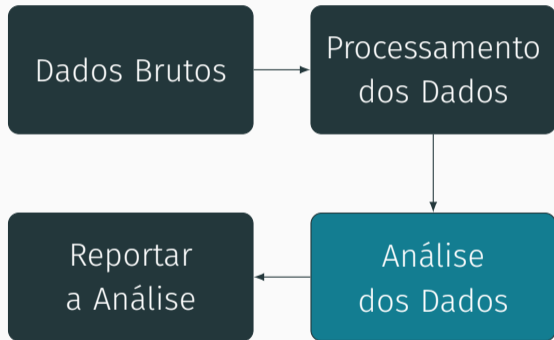 Dados Brutos
Processamento
dos Dados
Reportar
a Análise
Análise
dos Dados